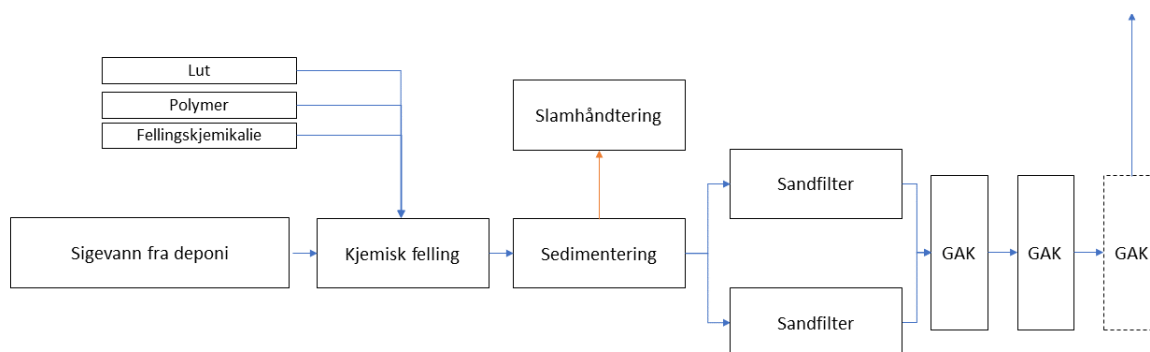 Lut
Polymer
Fellingskjemikalie
Slamhåndtering
Sandfilter
Sigevann fra deponi
Kjemisk felling
Sedimentering
GAK
GAK
GAK
Sandfilter